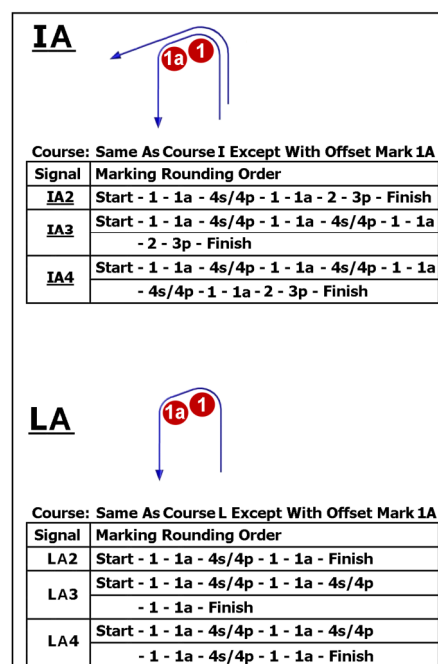 IA
1a 1
Course: Same As Course I Except With Offset Mark 1A
Signal Marking Rounding Order
IA2 Start - 1 - 1a - 4s/4p - 1 - 1a - 2 - 3p - Finish
IA3 Start - 1 - 1a - 4s/4p - 1 - 1a - 4s/4p - 1 - 1a
- 2 - 3p - Finish
IA4 Start - 1 - 1a - 4s/4p - 1 - 1a - 4s/4p - 1 - 1a
- 4s/4p - 1 - 1a - 2 - 3p - Finish
LA
1a 1
Course: Same As Course L Except With Offset Mark 1A
Signal Marking Rounding Order
LA2 Start - 1 - 1a - 4s/4p - 1 - 1a - Finish
LA3 Start - 1 - 1a - 4s/4p - 1 - 1a - 4s/4p
- 1 - 1a - Finish
LA4 Start - 1 - 1a - 4s/4p - 1 - 1a - 4s/4p
- 1 - 1a - 4s/4p - 1 - 1a - Finish